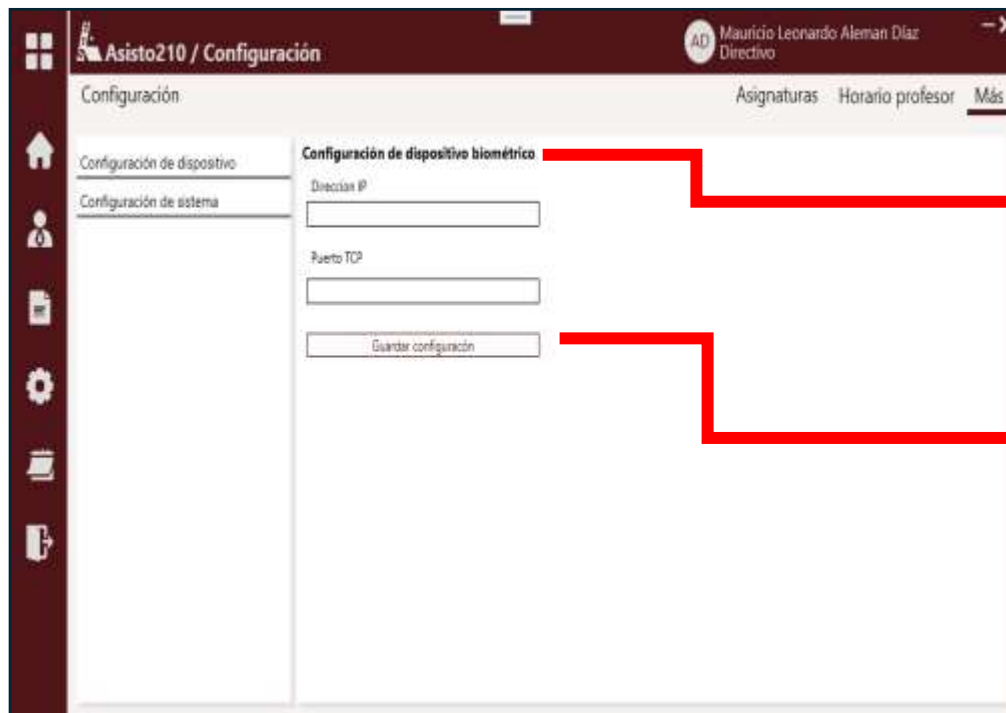 Asisto210 / Configuración
AD
Mauricio Leonardo Aleman Díaz
Directivo
Configuración
Asignaturas
Horario profesor
Más
Configuración de dispositivo
Configuración de sistema
Configuración de dispositivo biométrico
Direccion IP
Puerto TCP
Guardar configuracón